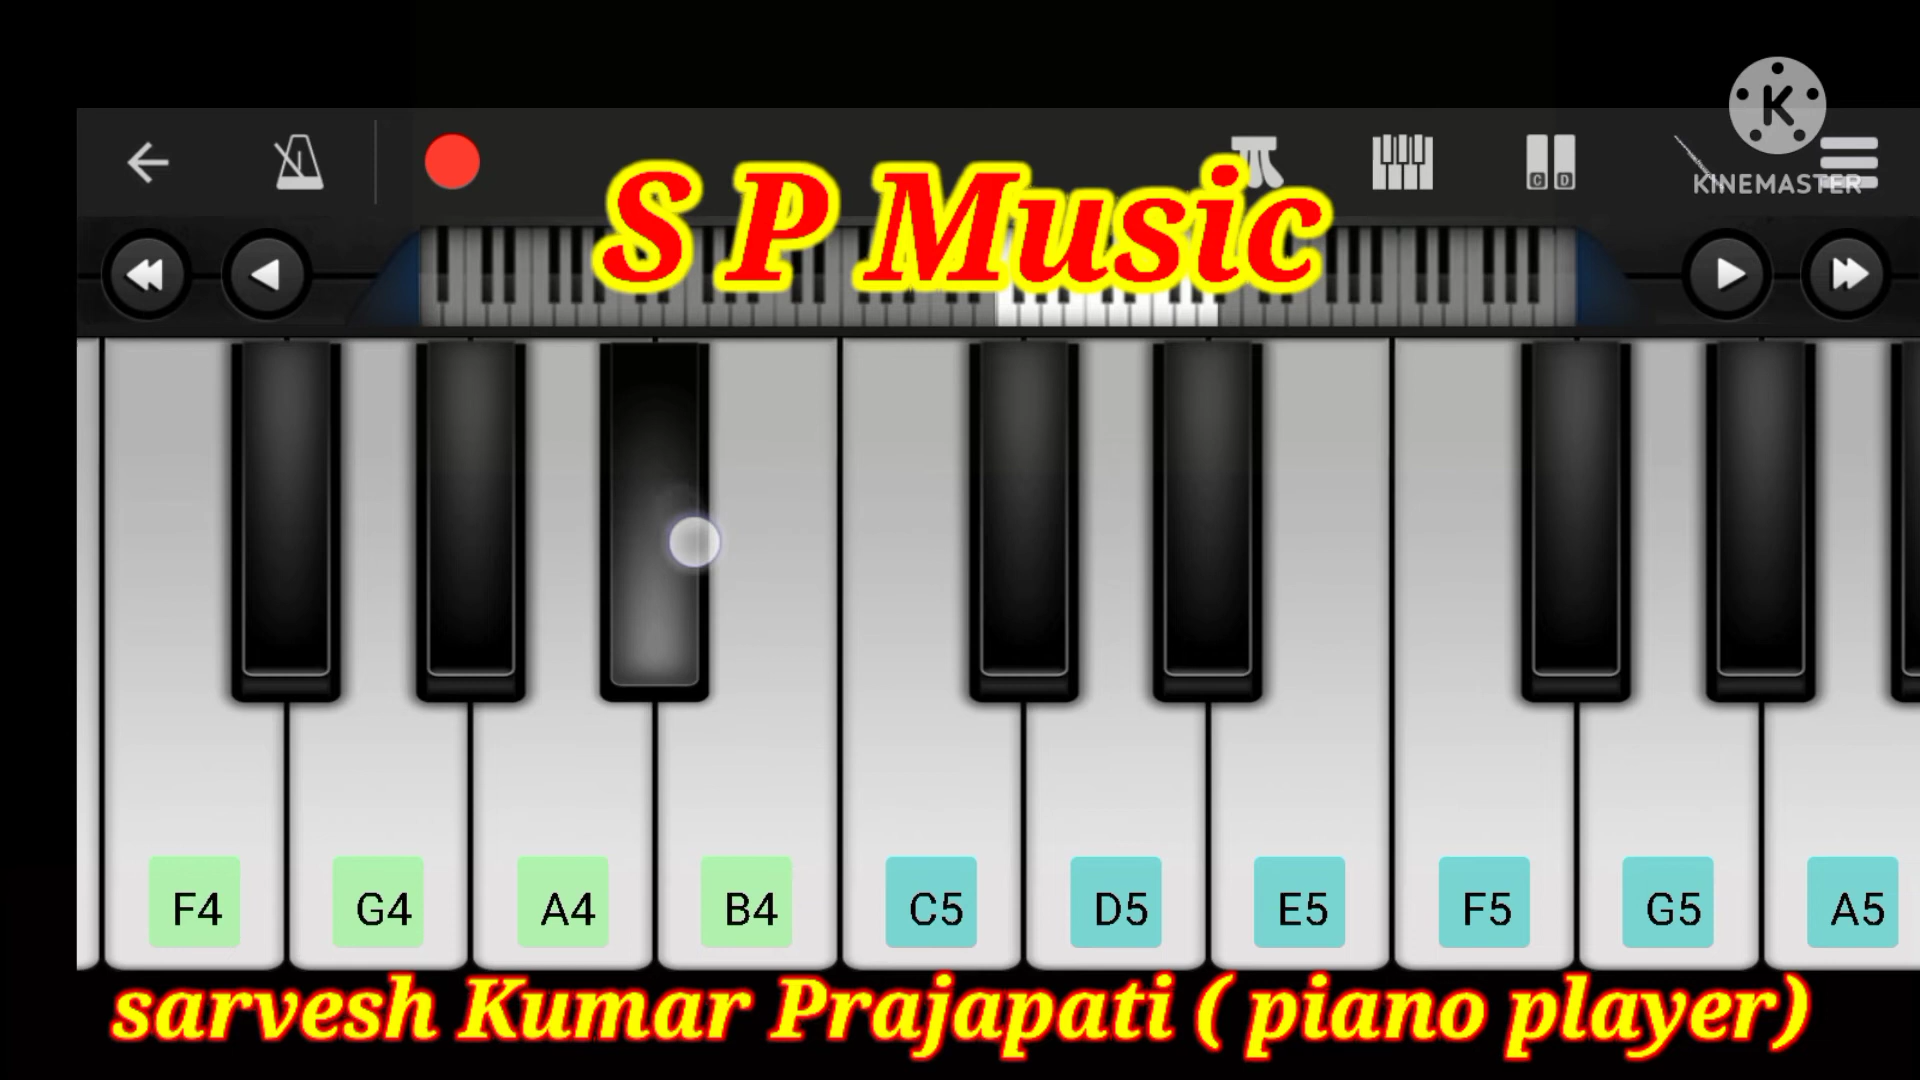 K
KINEMASTER
C D
S P Music
F4 G4 A4 B4 C5 D5 E5 F5 G5 A5
sarvesh Kumar Prajapati ( piano player)